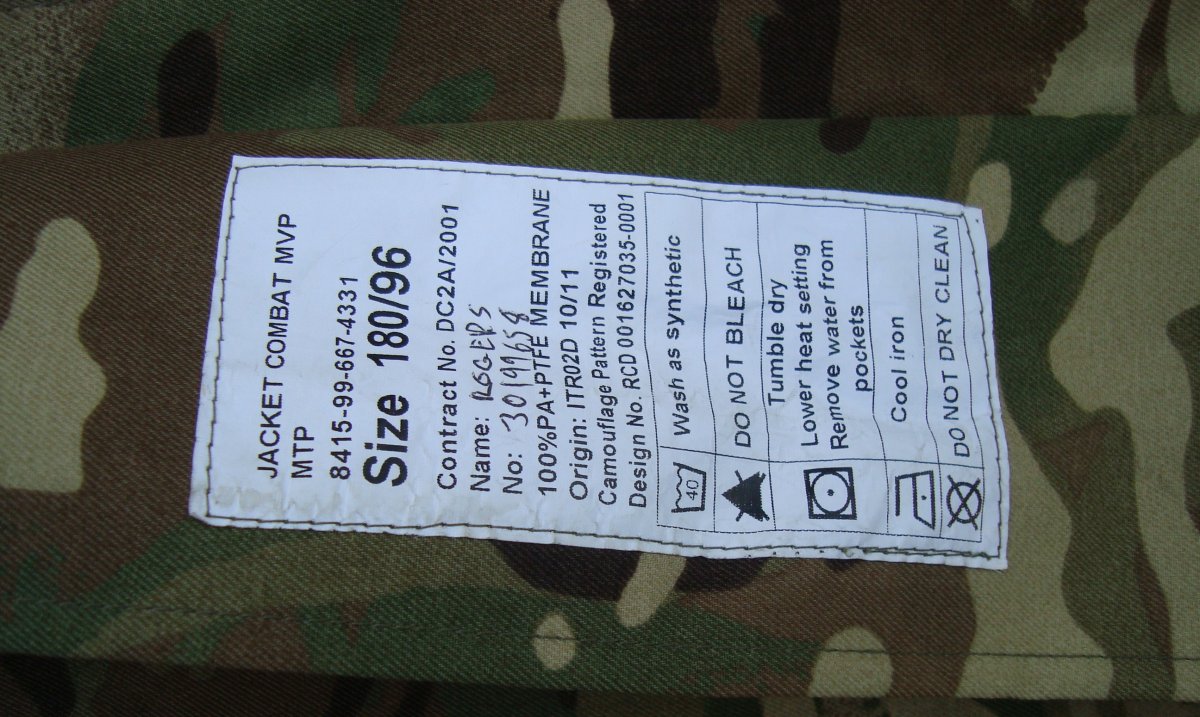 JACKET COMBAT MVP
MTP
8415-99-667-4331
Size 180/96
Contract No. DC2A/2001
Name: ROGERS
No: 30199658
100%PA+PTFE MEMBRANE
Origin: ITR02D 10/11
Camouflage Pattern Registered
Design No. RCD 001627035-0001
40 Wash as synthetic
DO NOT BLEACH
Tumble dry
Lower heat setting
Remove water from
pockets
Cool iron
DO NOT DRY CLEAN